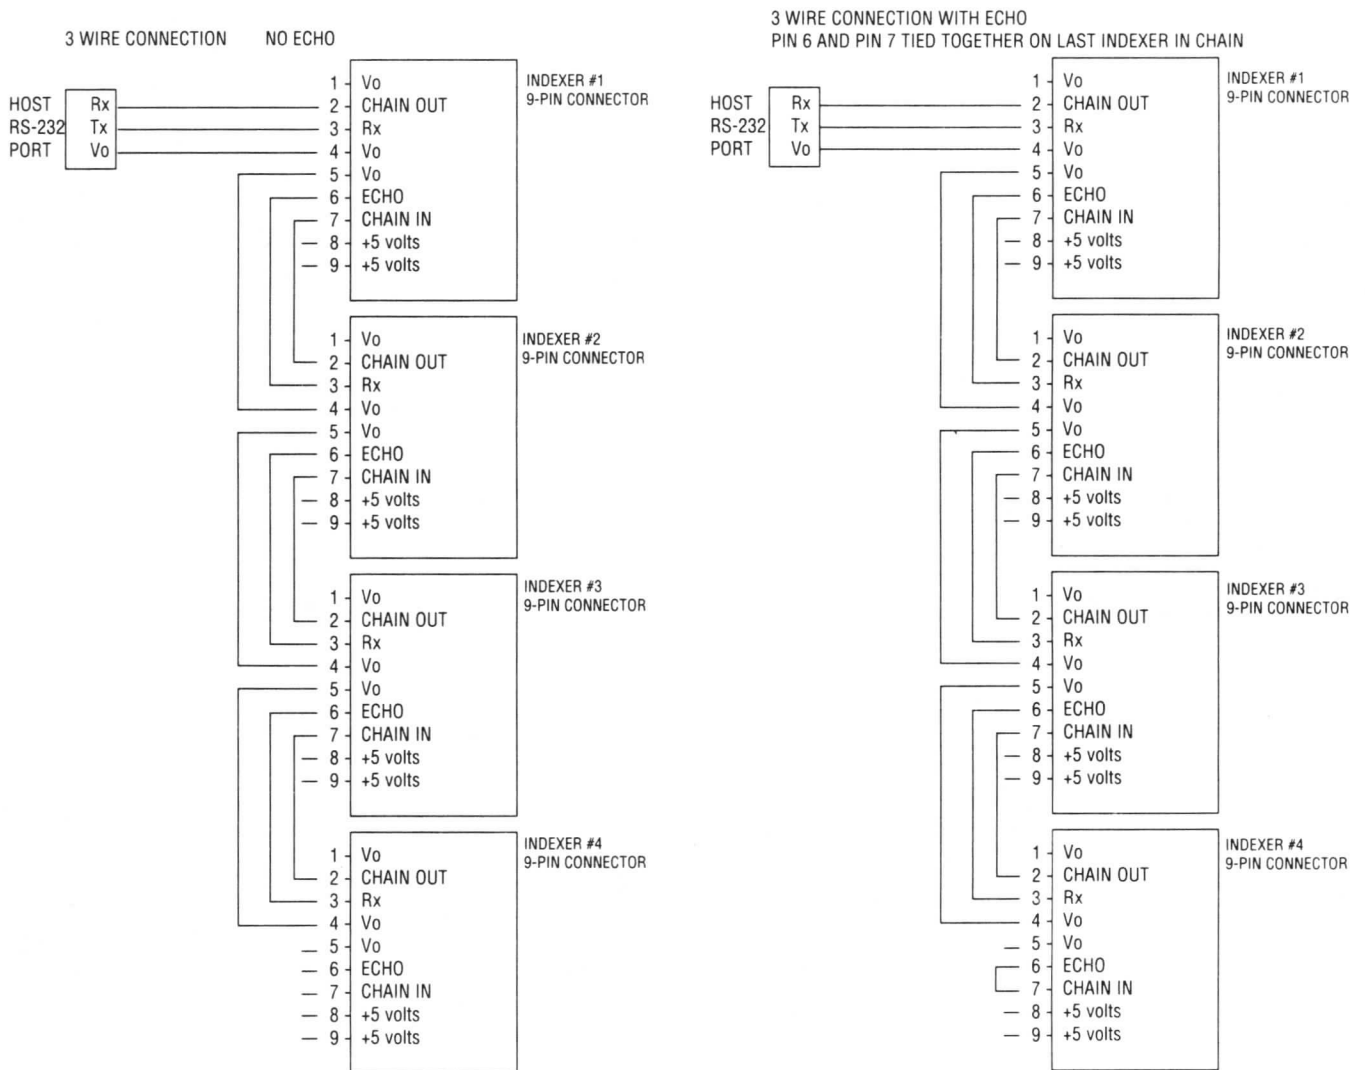 3 WIRE CONNECTION NO ECHO
HOST Rx
RS-232 Tx
PORT Vo
INDEXER #1
9-PIN CONNECTOR
1 Vo
2 CHAIN OUT
3 Rx
4 Vo
5 Vo
6 ECHO
7 CHAIN IN
8 +5 volts
9 +5 volts
INDEXER #2
9-PIN CONNECTOR
1 Vo
2 CHAIN OUT
3 Rx
4 Vo
5 Vo
6 ECHO
7 CHAIN IN
8 +5 volts
9 +5 volts
INDEXER #3
9-PIN CONNECTOR
1 Vo
2 CHAIN OUT
3 Rx
4 Vo
5 Vo
6 ECHO
7 CHAIN IN
8 +5 volts
9 +5 volts
INDEXER #4
9-PIN CONNECTOR
1 Vo
2 CHAIN OUT
3 Rx
4 Vo
5 Vo
6 ECHO
7 CHAIN IN
8 +5 volts
9 +5 volts
3 WIRE CONNECTION WITH ECHO
PIN 6 AND PIN 7 TIED TOGETHER ON LAST INDEXER IN CHAIN
HOST Rx
RS-232 Tx
PORT Vo
INDEXER #1
9-PIN CONNECTOR
1 Vo
2 CHAIN OUT
3 Rx
4 Vo
5 Vo
6 ECHO
7 CHAIN IN
8 +5 volts
9 +5 volts
INDEXER #2
9-PIN CONNECTOR
1 Vo
2 CHAIN OUT
3 Rx
4 Vo
5 Vo
6 ECHO
7 CHAIN IN
8 +5 volts
9 +5 volts
INDEXER #3
9-PIN CONNECTOR
1 Vo
2 CHAIN OUT
3 Rx
4 Vo
5 Vo
6 ECHO
7 CHAIN IN
8 +5 volts
9 +5 volts
INDEXER #4
9-PIN CONNECTOR
1 Vo
2 CHAIN OUT
3 Rx
4 Vo
5 Vo
6 ECHO
7 CHAIN IN
8 +5 volts
9 +5 volts